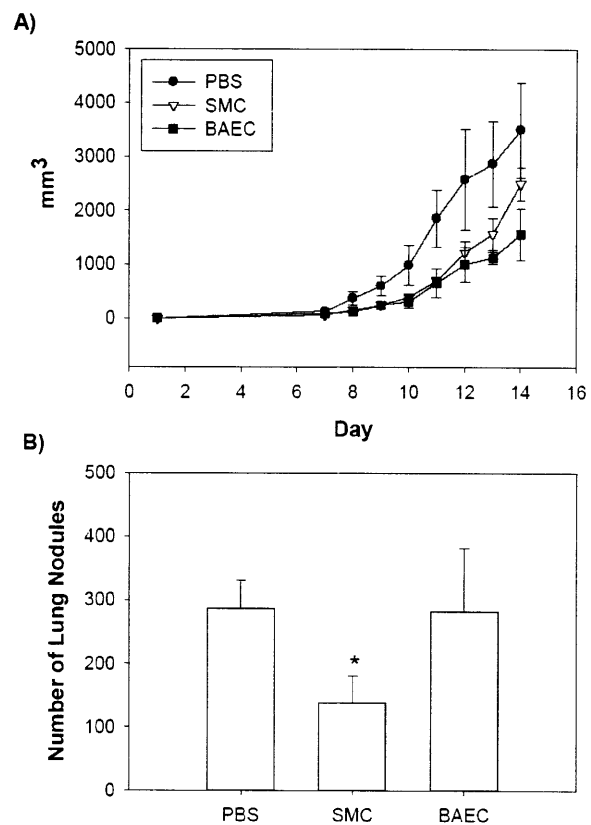 A)
5000
4000
3000
2000
1000
0
mm3
PBS
SMC
BAEC
0 2 4 6 8 10 12 14 16
Day
B)
500
400
300
200
100
0
Number of Lung Nodules
*
PBS SMC BAEC